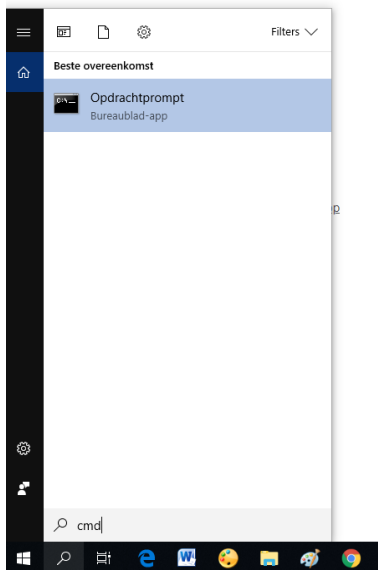 Filters
Beste overeenkomst
Opdrachtprompt
Bureaublad-app
cmd